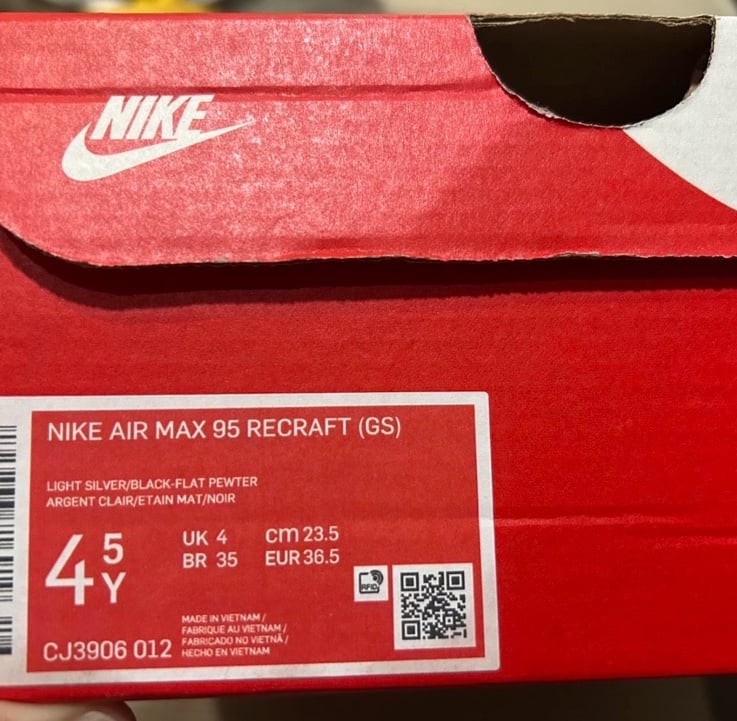 NIKE
NIKE AIR MAX 95 RECRAFT (GS)
LIGHT SILVER/BLACK-FLAT PEWTER
ARGENT CLAIR/ETAIN MAT/NOIR
4 5 Y
UK 4 cm 23.5
BR 35 EUR 36.5
RFID
MADE IN VIETNAM /
FABRIQUE AU VIETNAM /
FABRICADO NO VIETNÃ /
HECHO EN VIETNAM
CJ3906 012